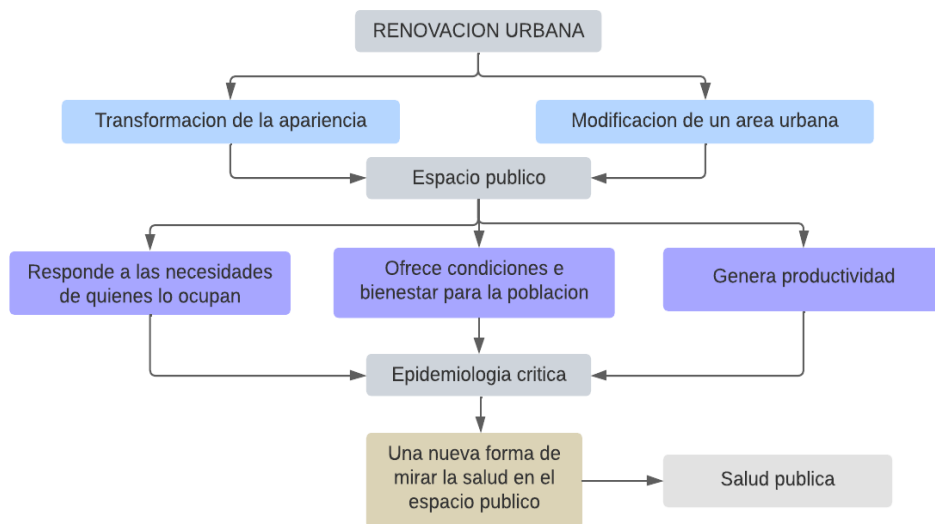 RENOVACION URBANA
Transformacion de la apariencia
Modificacion de un area urbana
Espacio publico
Responde a las necesidades
de quienes lo ocupan
Ofrece condiciones e
bienestar para la poblacion
Genera productividad
Epidemiologia critica
Una nueva forma de
mirar la salud en el
espacio publico
Salud publica